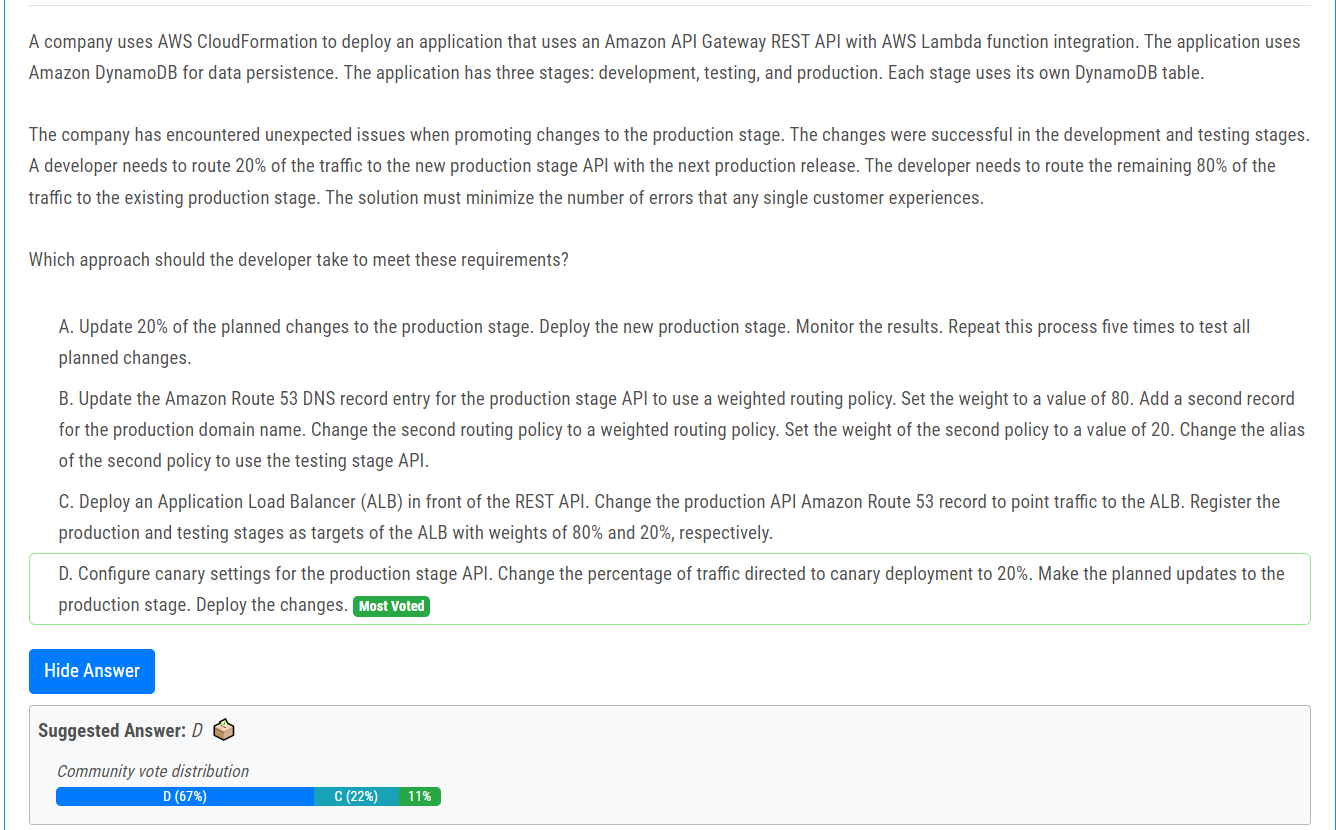 A company uses AWS CloudFormation to deploy an application that uses an Amazon API Gateway REST API with AWS Lambda function integration. The application uses
Amazon DynamoDB for data persistence. The application has three stages: development, testing, and production. Each stage uses its own DynamoDB table.
The company has encountered unexpected issues when promoting changes to the production stage. The changes were successful in the development and testing stages.
A developer needs to route 20% of the traffic to the new production stage API with the next production release. The developer needs to route the remaining 80% of the
traffic to the existing production stage. The solution must minimize the number of errors that any single customer experiences.
Which approach should the developer take to meet these requirements?
A. Update 20% of the planned changes to the production stage. Deploy the new production stage. Monitor the results. Repeat this process five times to test all
planned changes.
B. Update the Amazon Route 53 DNS record entry for the production stage API to use a weighted routing policy. Set the weight to a value of 80. Add a second record
for the production domain name. Change the second routing policy to a weighted routing policy. Set the weight of the second policy to a value of 20. Change the alias
of the second policy to use the testing stage API.
C. Deploy an Application Load Balancer (ALB) in front of the REST API. Change the production API Amazon Route 53 record to point traffic to the ALB. Register the
production and testing stages as targets of the ALB with weights of 80% and 20%, respectively.
D. Configure canary settings for the production stage API. Change the percentage of traffic directed to canary deployment to 20%. Make the planned updates to the
production stage. Deploy the changes. Most Voted
Hide Answer
Suggested Answer: D
Community vote distribution
D (67%) C (22%) 11%